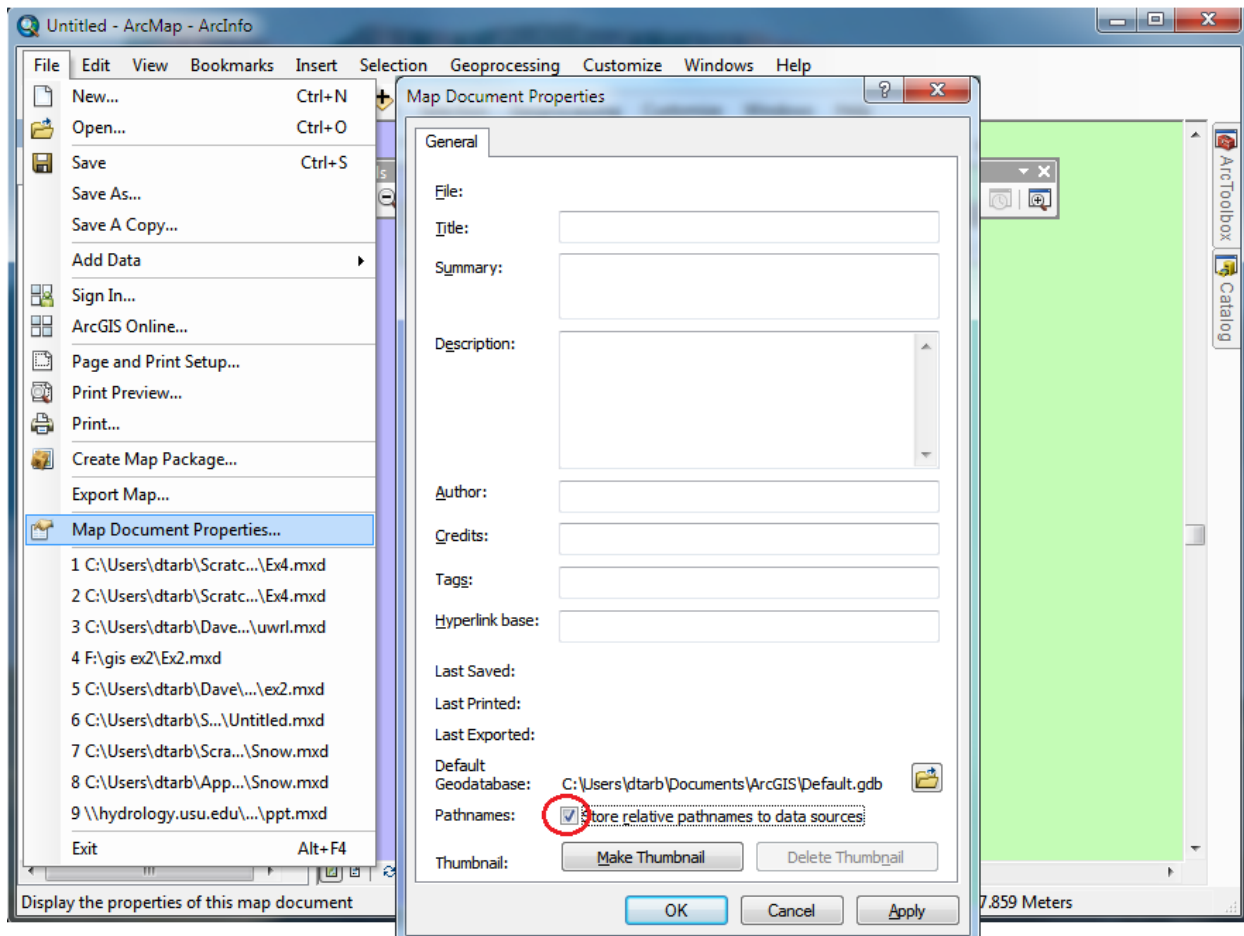 Untitled - ArcMap - ArcInfo
File Edit View Bookmarks Insert Selection Geoprocessing Customize Windows Help
New... Ctrl+N
Open... Ctrl+O
Save Ctrl+S
Save As...
Save A Copy...
Add Data
Sign In...
ArcGIS Online...
Page and Print Setup...
Print Preview...
Print...
Create Map Package...
Export Map...
Map Document Properties...
1 C:\Users\dtarb\Scratc...\Ex4.mxd
2 C:\Users\dtarb\Scratc...\Ex4.mxd
3 C:\Users\dtarb\Dave...\uwrl.mxd
4 F:\gis ex2\Ex2.mxd
5 C:\Users\dtarb\Dave\...\ex2.mxd
6 C:\Users\dtarb\S...\Untitled.mxd
7 C:\Users\dtarb\Scra...\Snow.mxd
8 C:\Users\dtarb\App...\Snow.mxd
9 \\hydrology.usu.edu\...\ppt.mxd
Exit Alt+F4
Display the properties of this map document
Map Document Properties
General
File:
Title:
Summary:
Description:
Author:
Credits:
Tags:
Hyperlink base:
Last Saved:
Last Printed:
Last Exported:
Default
Geodatabase: C:\Users\dtarb\Documents\ArcGIS\Default.gdb
Pathnames: Store relative pathnames to data sources
Thumbnail: Make Thumbnail Delete Thumbnail
OK Cancel Apply
7.859 Meters
ArcToolbox
Catalog